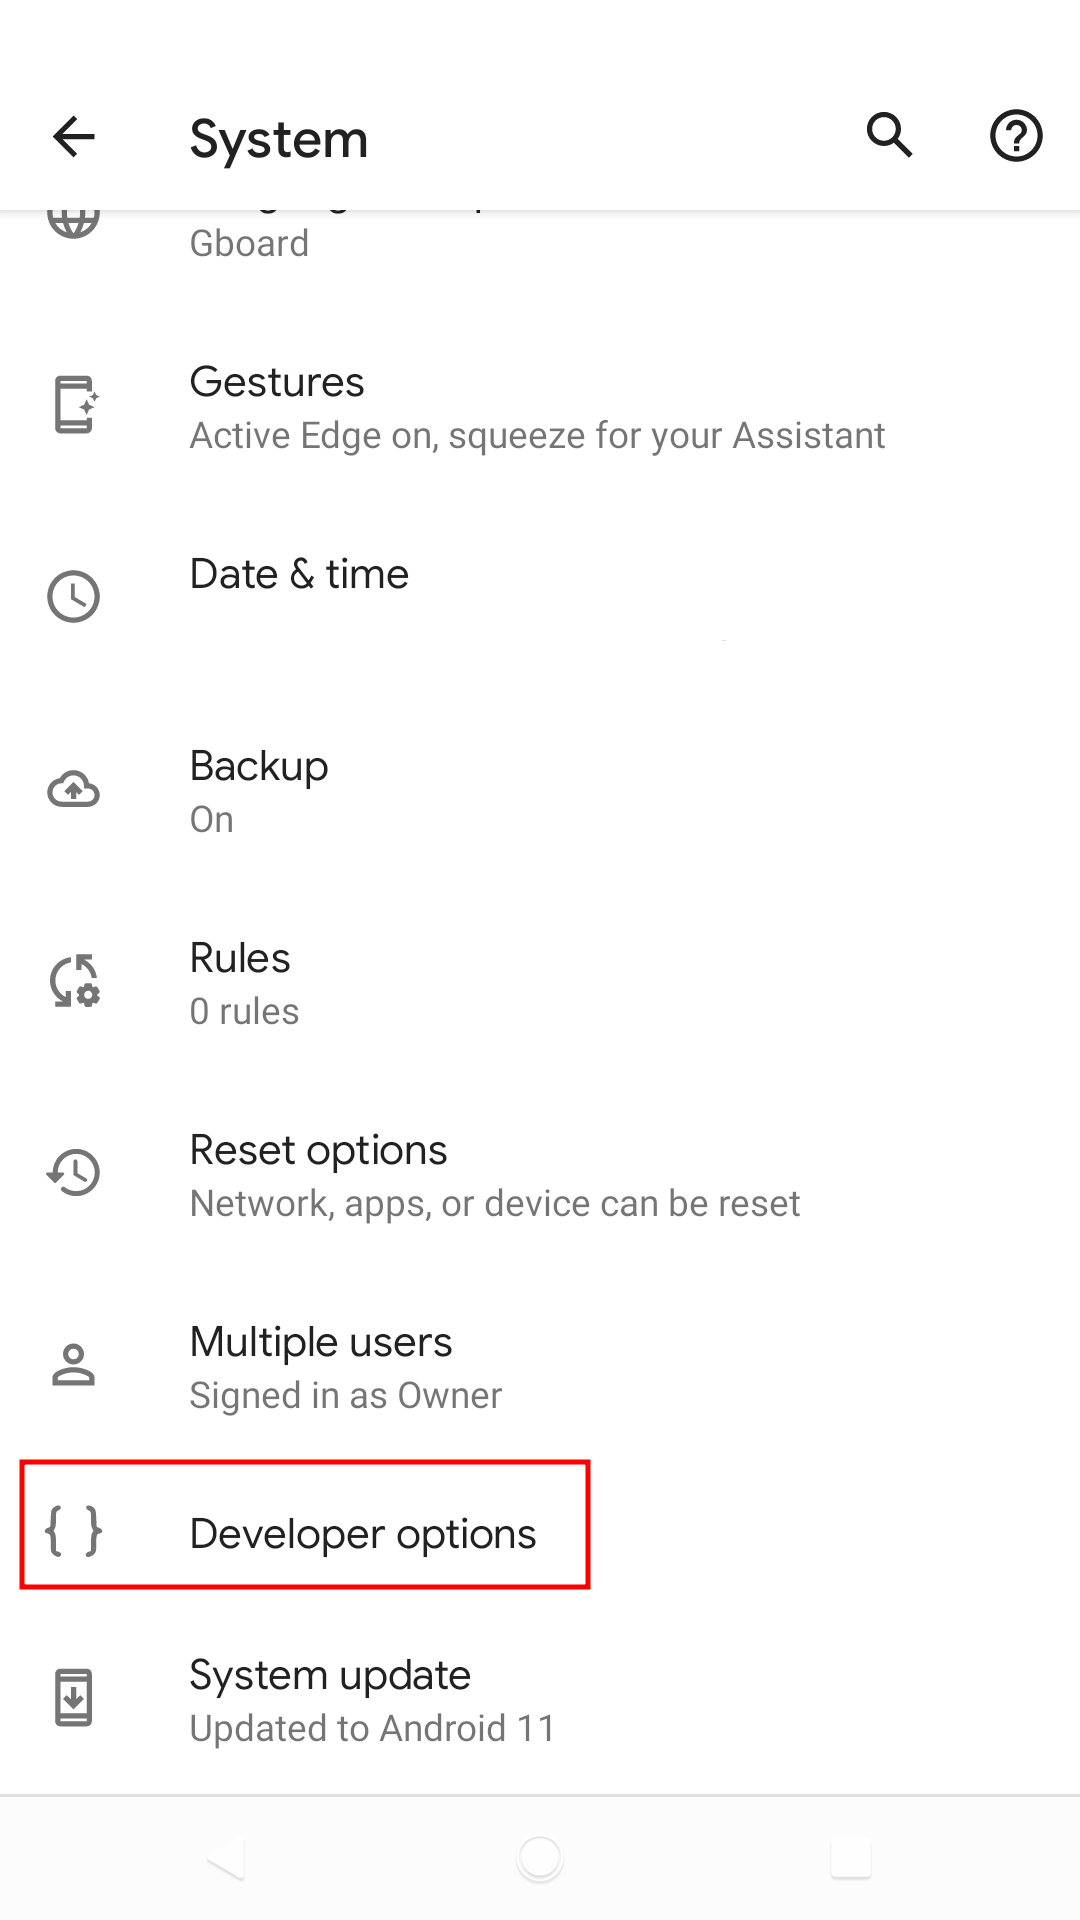 System
Gboard
Gestures
Active Edge on, squeeze for your Assistant
Date & time
Backup
On
Rules
0 rules
Reset options
Network, apps, or device can be reset
Multiple users
Signed in as Owner
Developer options
System update
Updated to Android 11